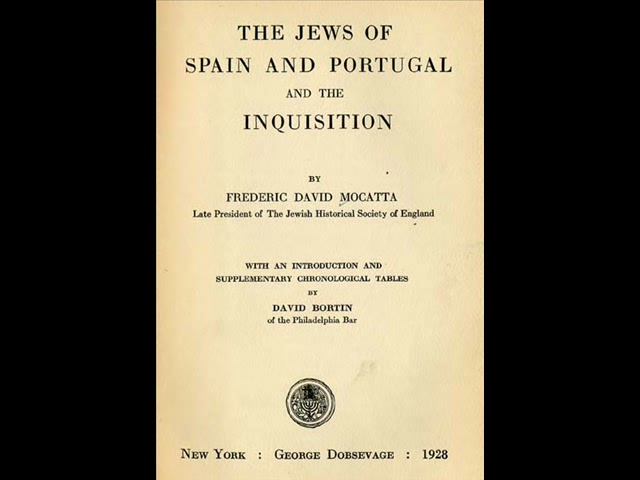 THE JEWS OF
SPAIN AND PORTUGAL
AND THE
INQUISITION
BY
FREDERIC DAVID MOCATTA
Late President of The Jewish Historical Society of England
WITH AN INTRODUCTION AND
SUPPLEMENTARY CHRONOLOGICAL TABLES
BY
DAVID BORTIN
of the Philadelphia Bar
NEW YORK : GEORGE DOBSEVAGE : 1928